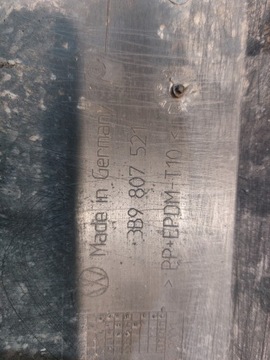 Made in Germany
3B9 807 521
> PP+EPDM-T10 <